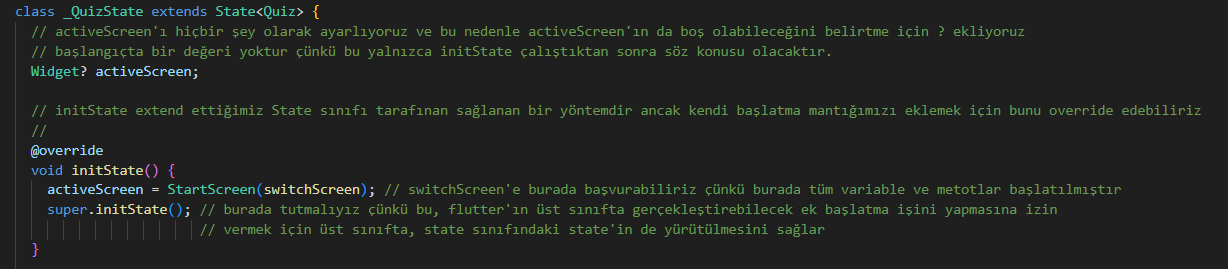 class _QuizState extends State<Quiz> {
// activeScreen'ı hiçbir şey olarak ayarlıyoruz ve bu nedenle activeScreen'ın da boş olabileceğini belirtme için ? ekliyoruz
// başlangıçta bir değeri yoktur çünkü bu yalnızca initState çalıştıktan sonra söz konusu olacaktır.
Widget? activeScreen;
// initState extend ettiğimiz State sınıfı tarafınan sağlanan bir yöntemdir ancak kendi başlatma mantığımızı eklemek için bunu override edebiliriz
//
@override
void initState() {
activeScreen = StartScreen(switchScreen); // switchScreen'e burada başvurabiliriz çünkü burada tüm variable ve metotlar başlatılmıştır
super.initState(); // burada tutmalıyız çünkü bu, flutter'ın üst sınıfta gerçekleştirebilecek ek başlatma işini yapmasına izin
// vermek için üst sınıfta, state sınıfındaki state'in de yürütülmesini sağlar
}